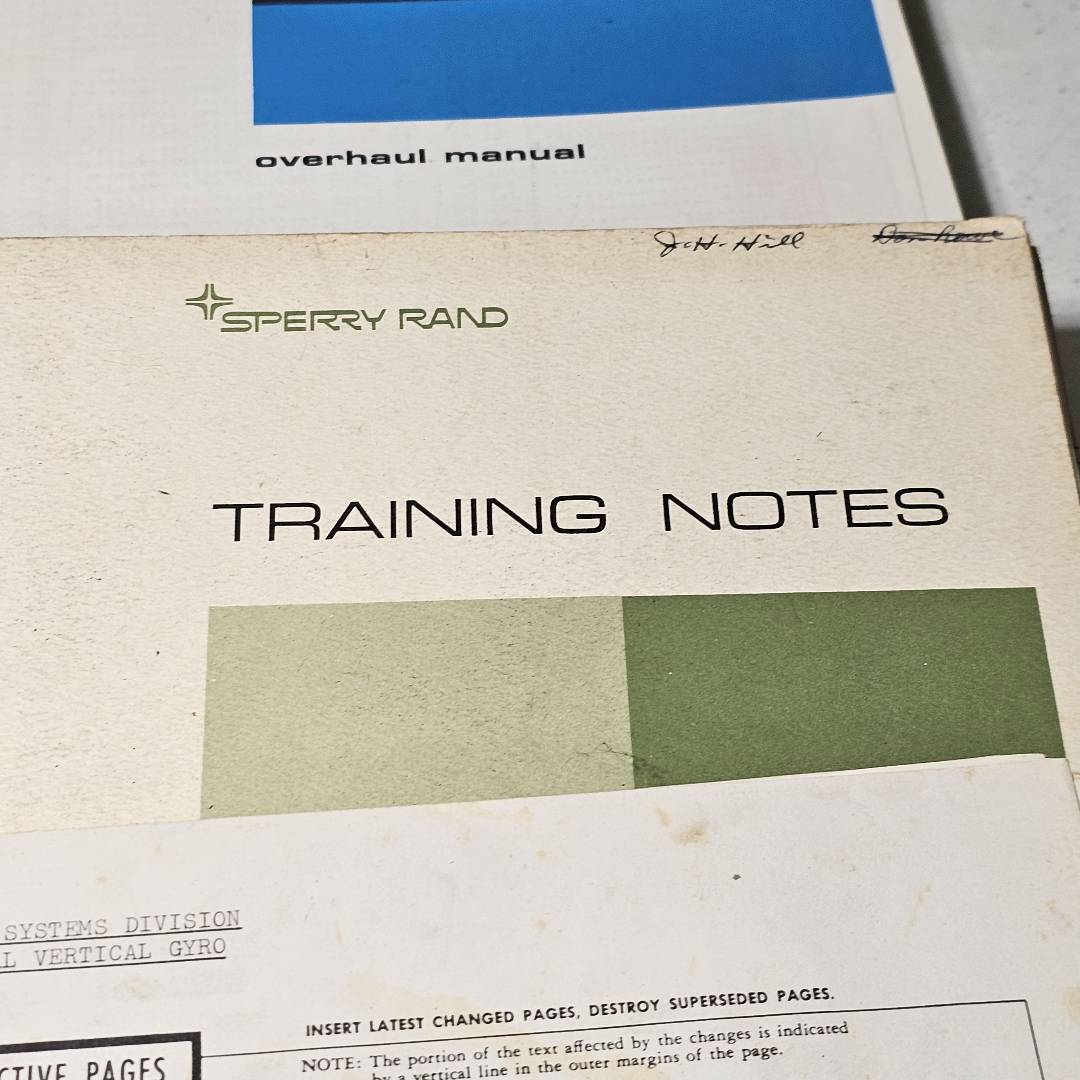 overhaul manual
J. H. Hill
SPERRY RAND
TRAINING NOTES
SYSTEMS DIVISION
L VERTICAL GYRO
INSERT LATEST CHANGED PAGES, DESTROY SUPERSEDED PAGES.
NOTE: The portion of the text affected by the changes is indicated
by a vertical line in the outer margins of the page.
CTIVE PAGES